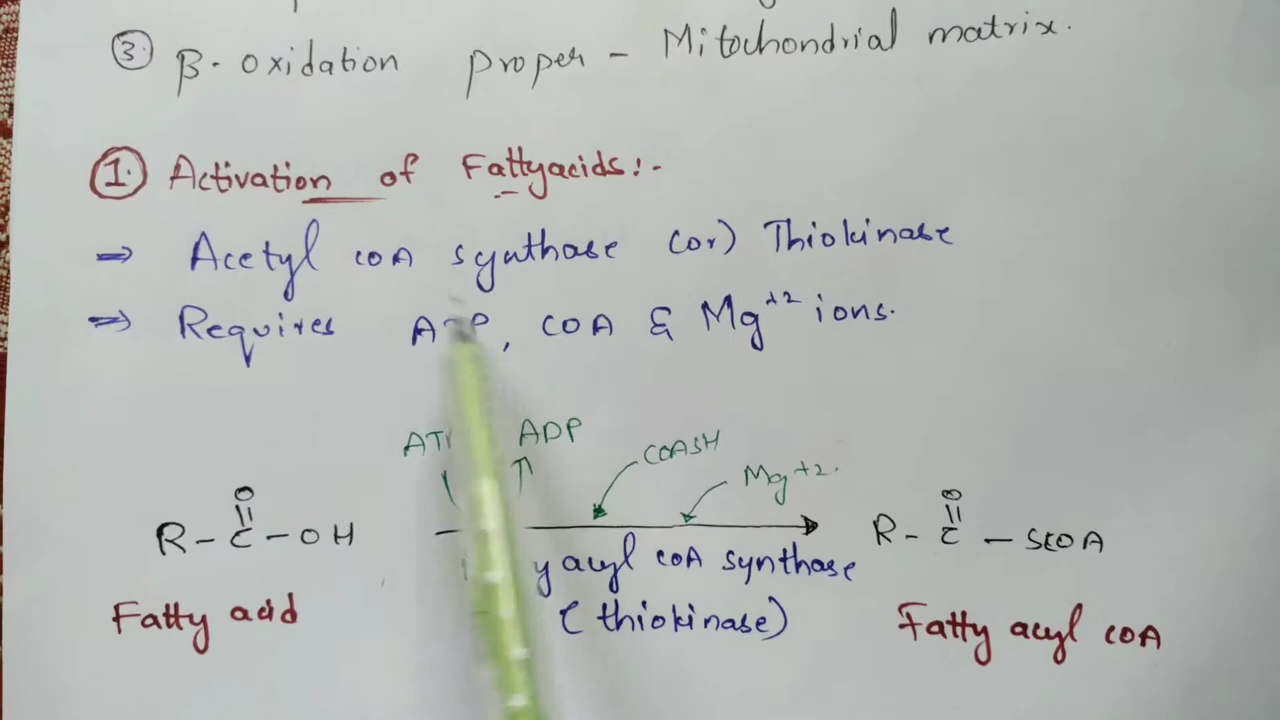 ③ β-oxidation proper – Mitochondrial matrix.
① Activation of Fattyacids:-
⇒ Acetyl COA synthase (or) Thiokinase
⇒ Requires ATP, COA & Mg+2 ions.
ADP COASH Mg+2.
R-C-OH
O
R-C-SCOA
O
acyl COA synthase
(thiokinase)
Fatty acid
Fatty acyl COA